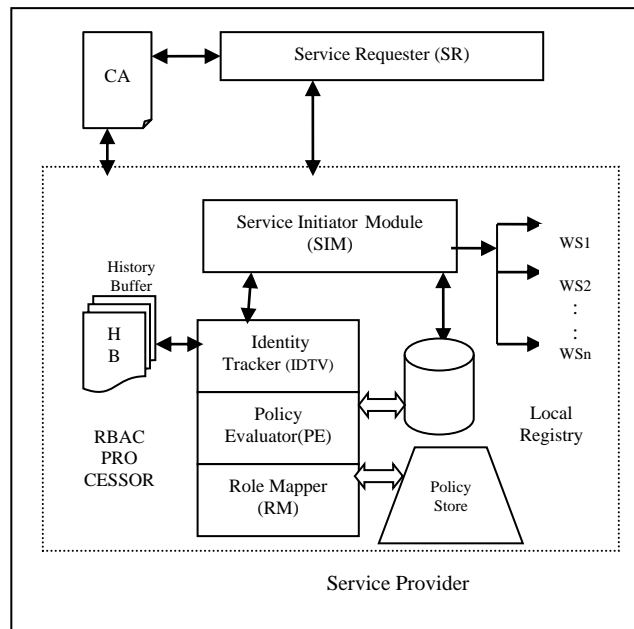 CA
Service Requester (SR)
Service Initiator Module
(SIM)
WS1
WS2
:
:
WSn
History
Buffer
H
B
Identity
Tracker (IDTV)
Policy
Evaluator(PE)
Role Mapper
(RM)
RBAC
PRO
CESSOR
Local
Registry
Policy
Store
Service Provider